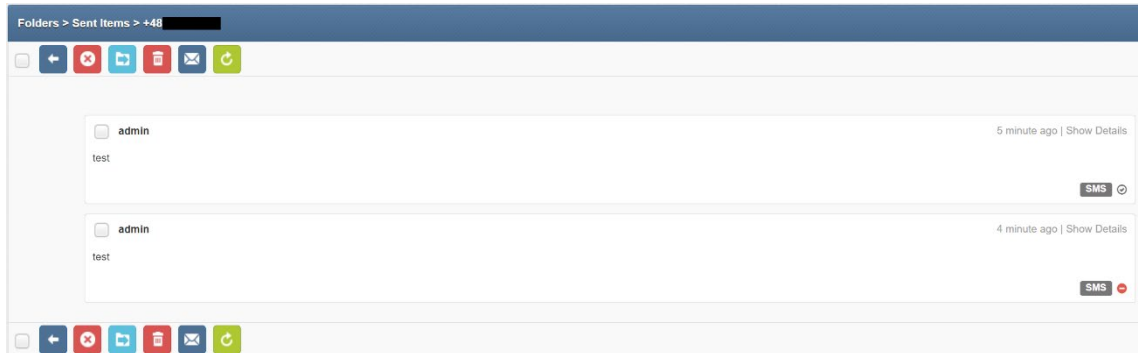 Folders > Sent Items > +48
admin
5 minute ago | Show Details
test
SMS
admin
4 minute ago | Show Details
test
SMS